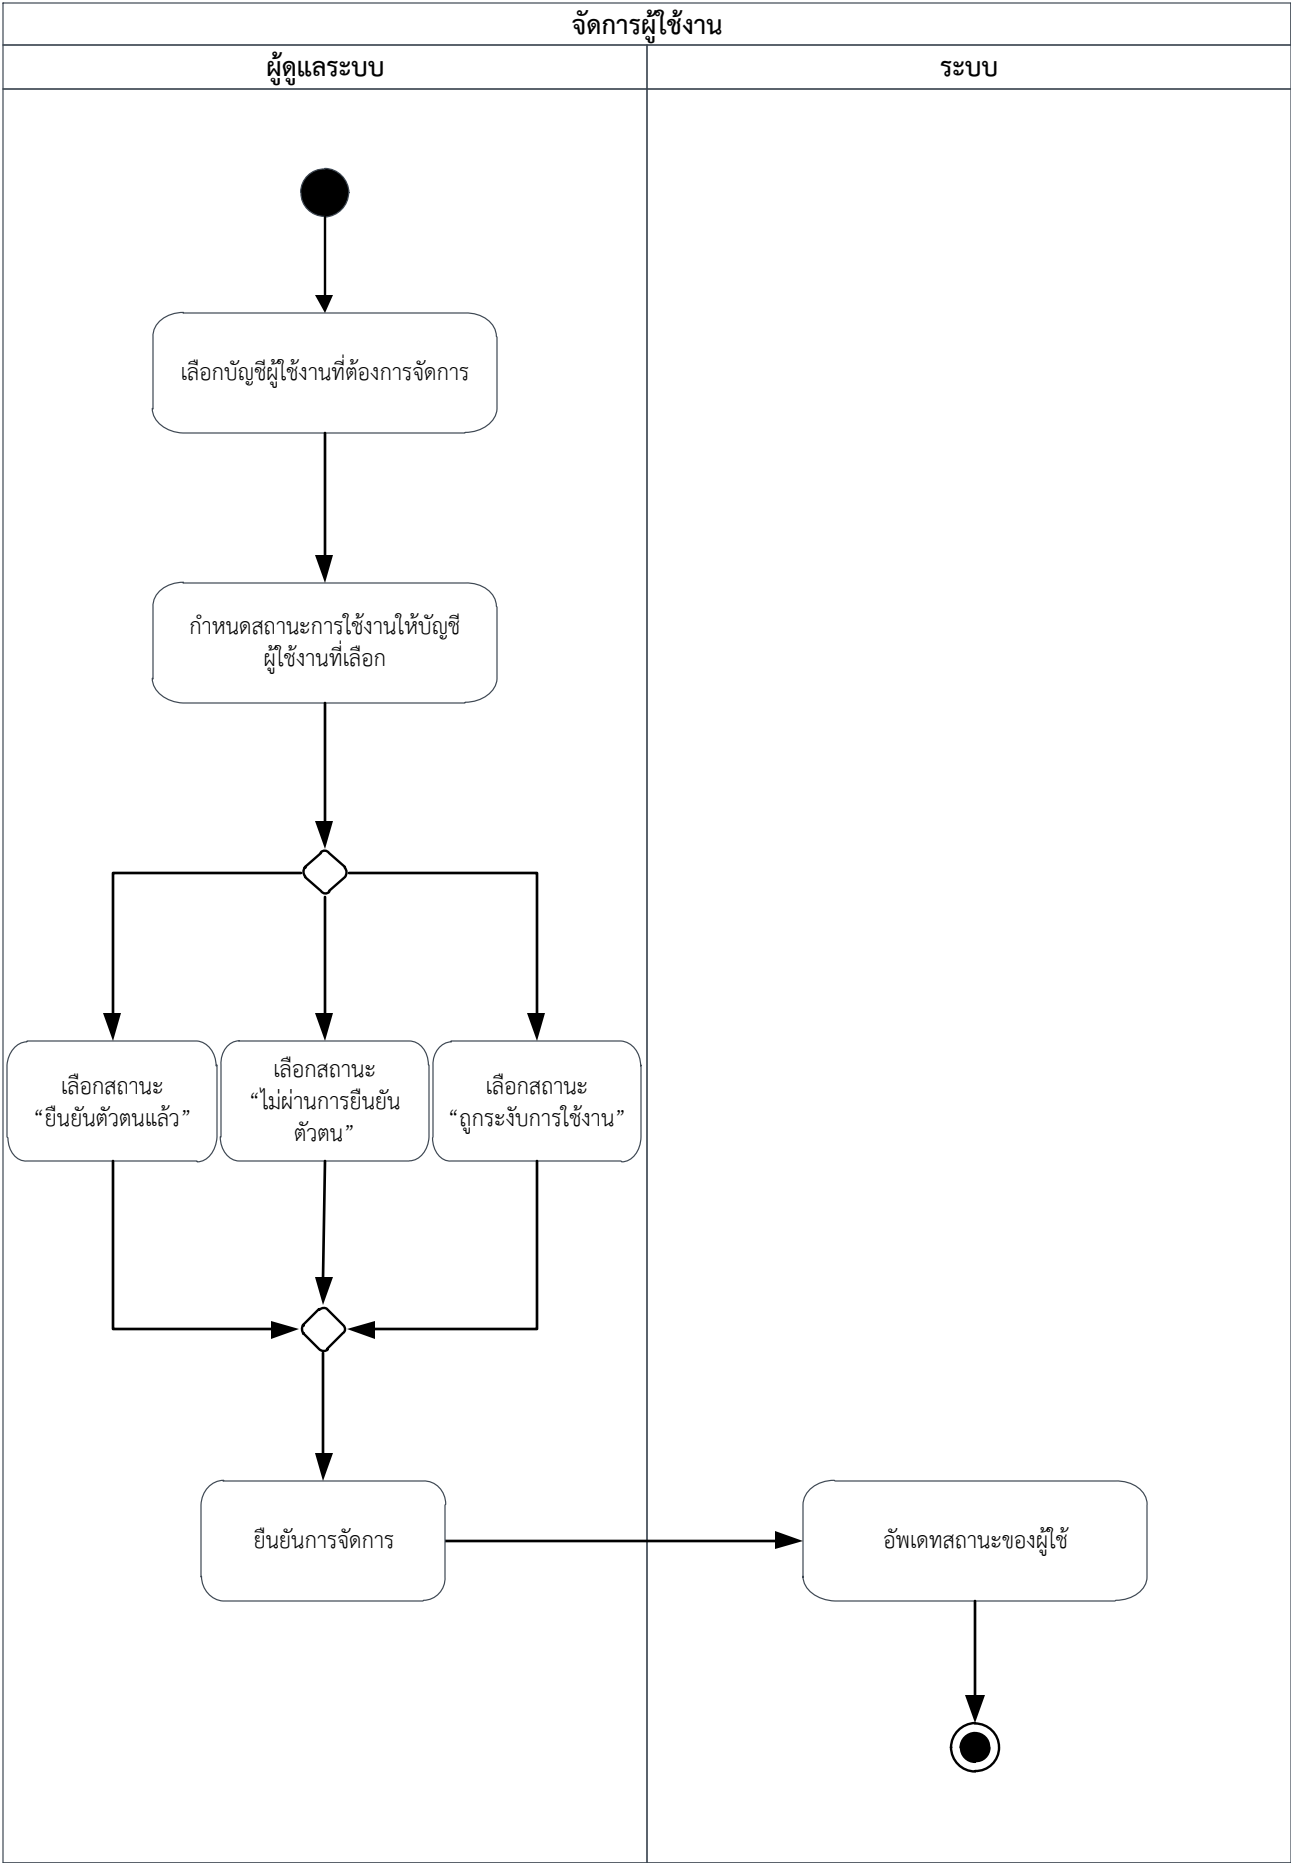 จัดการผู้ใช้งาน
ผู้ดูแลระบบ
ระบบ
เลือกบัญชีผู้ใช้งานที่ต้องการจัดการ
กำหนดสถานะการใช้งานให้บัญชี
ผู้ใช้งานที่เลือก
เลือกสถานะ
“ยืนยันตัวตนแล้ว”
เลือกสถานะ
“ไม่ผ่านการยืนยัน
ตัวตน”
เลือกสถานะ
“ถูกระงับการใช้งาน”
ยืนยันการจัดการ
อัพเดทสถานะของผู้ใช้